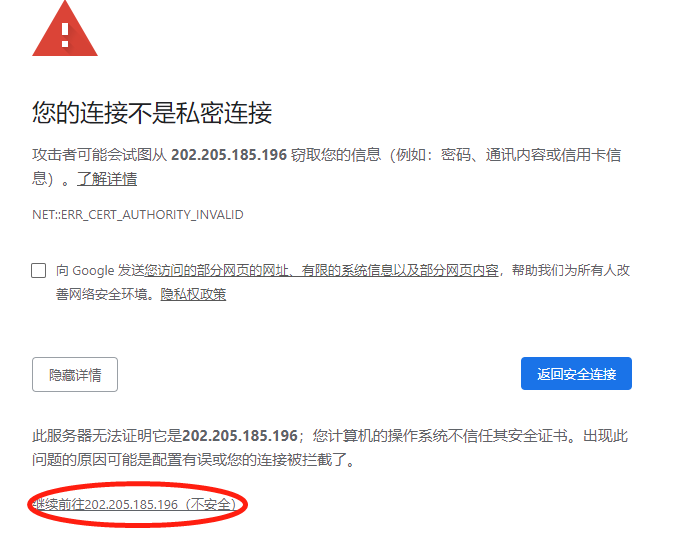 您的连接不是私密连接
攻击者可能会试图从 202.205.185.196 窃取您的信息（例如：密码、通讯内容或信用卡信
息）。了解详情
NET::ERR_CERT_AUTHORITY_INVALID
向 Google 发送您访问的部分网页的网址、有限的系统信息以及部分网页内容，帮助我们为所有人改
善网络安全环境。隐私权政策
隐藏详情
返回安全连接
此服务器无法证明它是202.205.185.196；您计算机的操作系统不信任其安全证书。出现此
问题的原因可能是配置有误或您的连接被拦截了。
继续前往202.205.185.196（不安全）